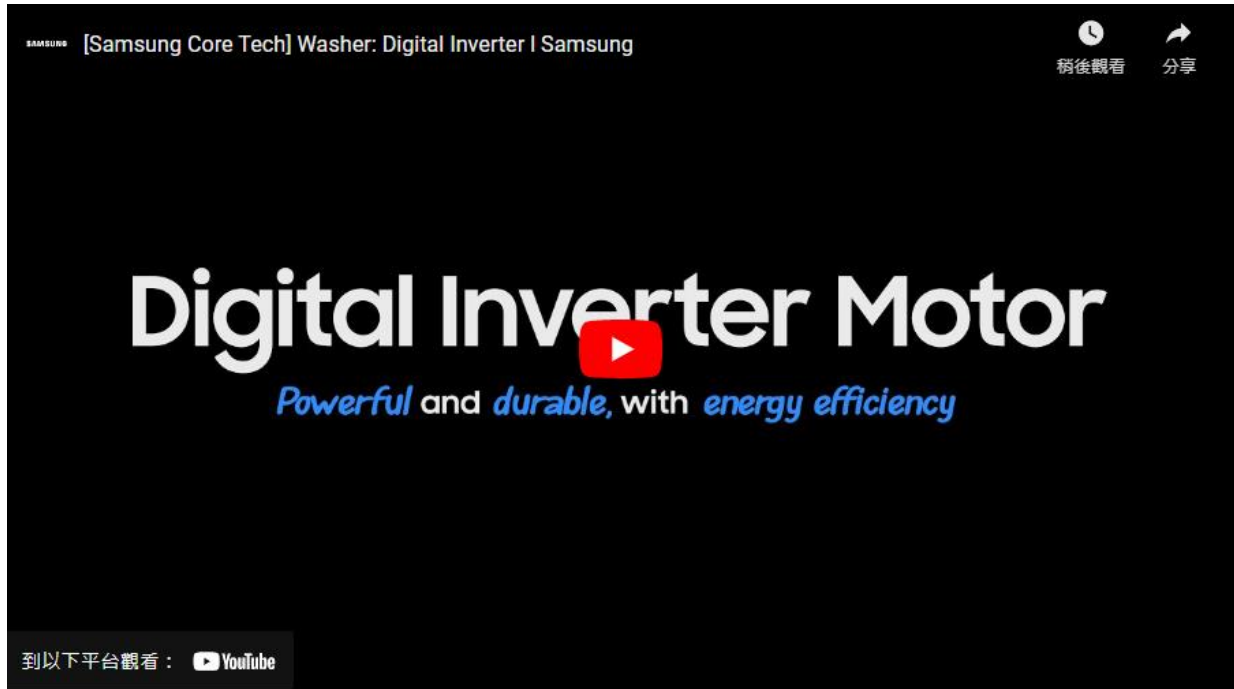 SAMSUNG [Samsung Core Tech] Washer: Digital Inverter l Samsung
稍後觀看 分享
Digital Inverter Motor
Powerful and durable, with energy efficiency
到以下平台觀看： YouTube